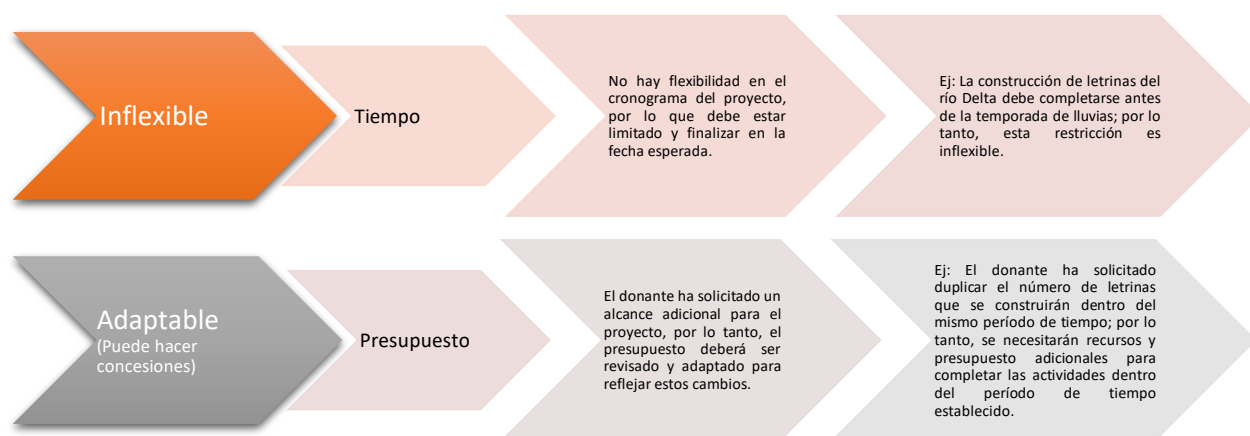 Inflexible
Tiempo
No hay flexibilidad en el
cronograma del proyecto,
por lo que debe estar
limitado y finalizar en la
fecha esperada.
Ej: La construcción de letrinas del
río Delta debe completarse antes
de la temporada de lluvias; por lo
tanto, esta restricción es
inflexible.
Adaptable
(Puede hacer
concesiones)
Presupuesto
El donante ha solicitado un
alcance adicional para el
proyecto, por lo tanto, el
presupuesto deberá ser
revisado y adaptado para
reflejar estos cambios.
Ej: El donante ha solicitado
duplicar el número de letrinas
que se construirán dentro del
mismo período de tiempo; por lo
tanto, se necesitarán recursos y
presupuesto adicionales para
completar las actividades dentro
del período de tiempo
establecido.